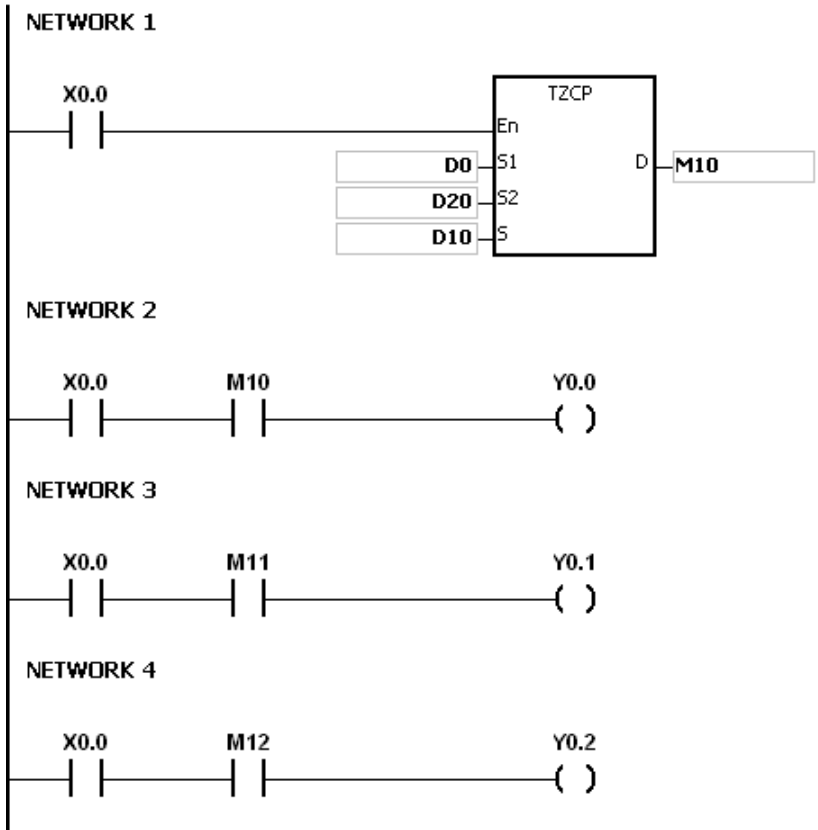 NETWORK 1
X0.0
TZCP
En
D0 S1 D M10
D20 S2
D10 S
NETWORK 2
X0.0 M10 Y0.0
NETWORK 3
X0.0 M11 Y0.1
NETWORK 4
X0.0 M12 Y0.2